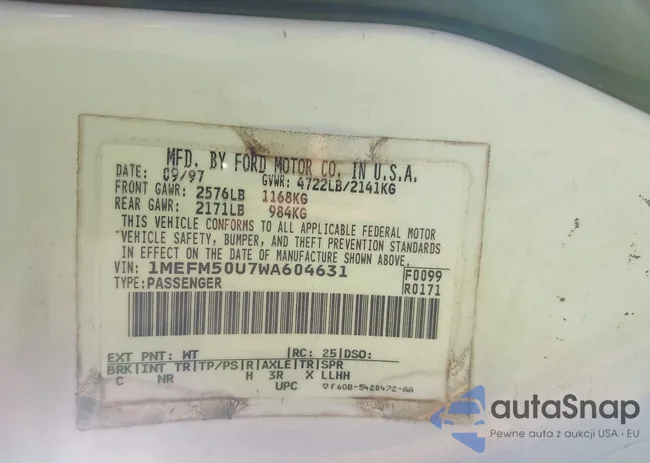 MFD. BY FORD MOTOR CO. IN U.S.A.
DATE: 09/97 GVWR: 4722LB/2141KG
FRONT GAWR: 2576LB 1168KG
REAR GAWR: 2171LB 984KG
THIS VEHICLE CONFORMS TO ALL APPLICABLE FEDERAL MOTOR
VEHICLE SAFETY, BUMPER, AND THEFT PREVENTION STANDARDS
IN EFFECT ON THE DATE OF MANUFACTURE SHOWN ABOVE.
VIN: 1MEFM50U7WA604631 F0099
TYPE: PASSENGER R0171
EXT PNT: WT RC: 25 DSO:
BRK INT TR TP/PS R AXLE TR SPR
C NR H 3R X LLHH
UPC ▽F60B-5420472-AA
autaSnap
Pewne auta z aukcji USA i EU